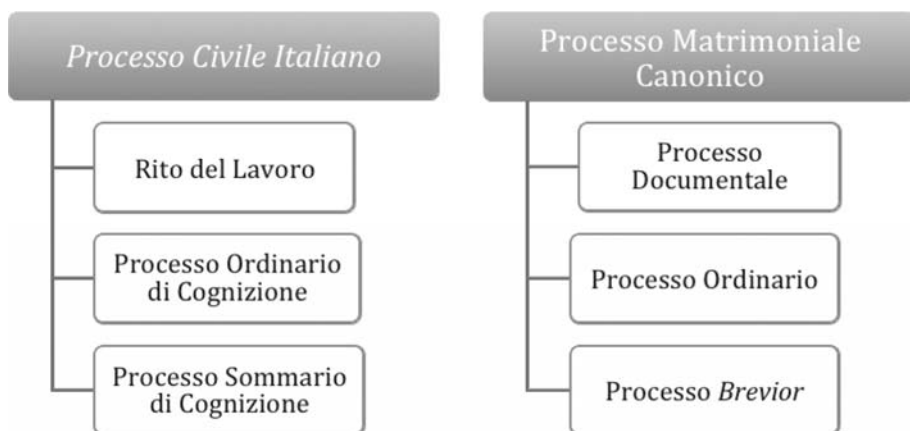 Processo Civile Italiano
Rito del Lavoro
Processo Ordinario
di Cognizione
Processo Sommario
di Cognizione
Processo Matrimoniale
Canonico
Processo
Documentale
Processo Ordinario
Processo Brevior